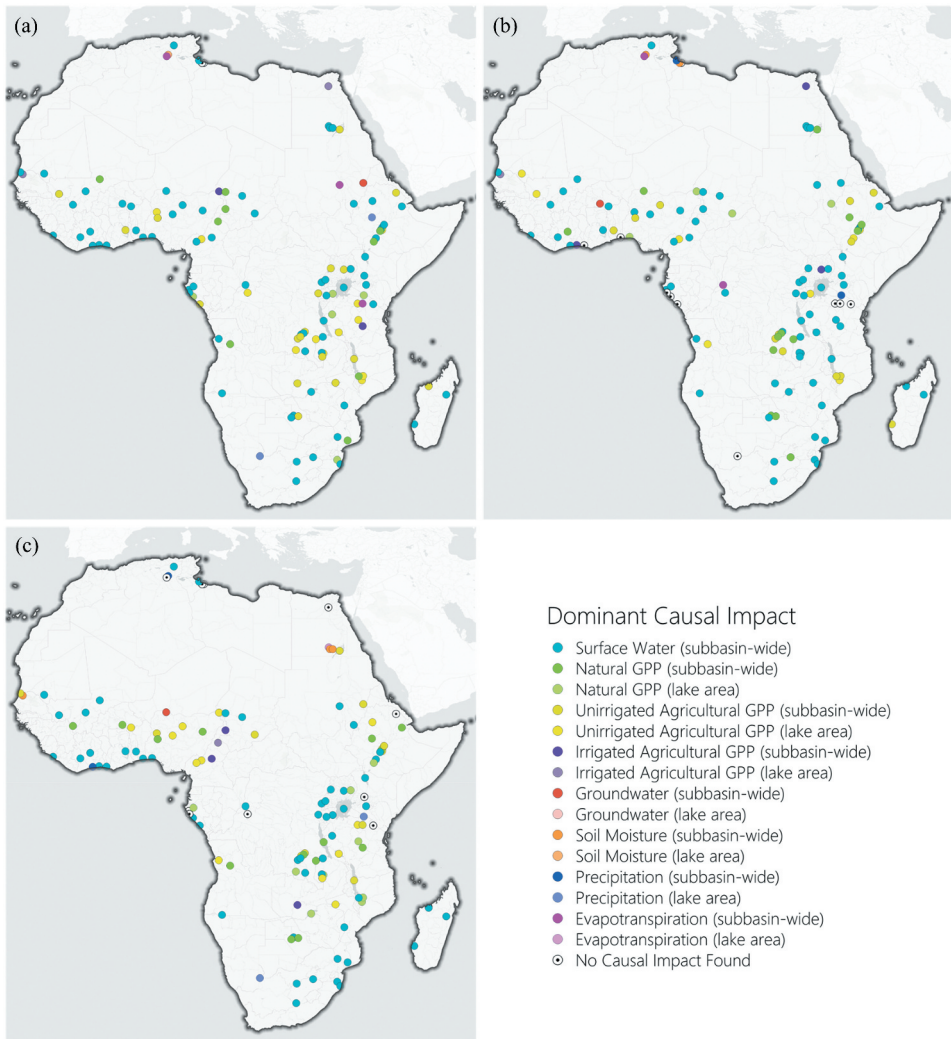 (a)
(b)
(c)
Dominant Causal Impact
Surface Water (subbasin-wide)
Natural GPP (subbasin-wide)
Natural GPP (lake area)
Unirrigated Agricultural GPP (subbasin-wide)
Unirrigated Agricultural GPP (lake area)
Irrigated Agricultural GPP (subbasin-wide)
Irrigated Agricultural GPP (lake area)
Groundwater (subbasin-wide)
Groundwater (lake area)
Soil Moisture (subbasin-wide)
Soil Moisture (lake area)
Precipitation (subbasin-wide)
Precipitation (lake area)
Evapotranspiration (subbasin-wide)
Evapotranspiration (lake area)
No Causal Impact Found